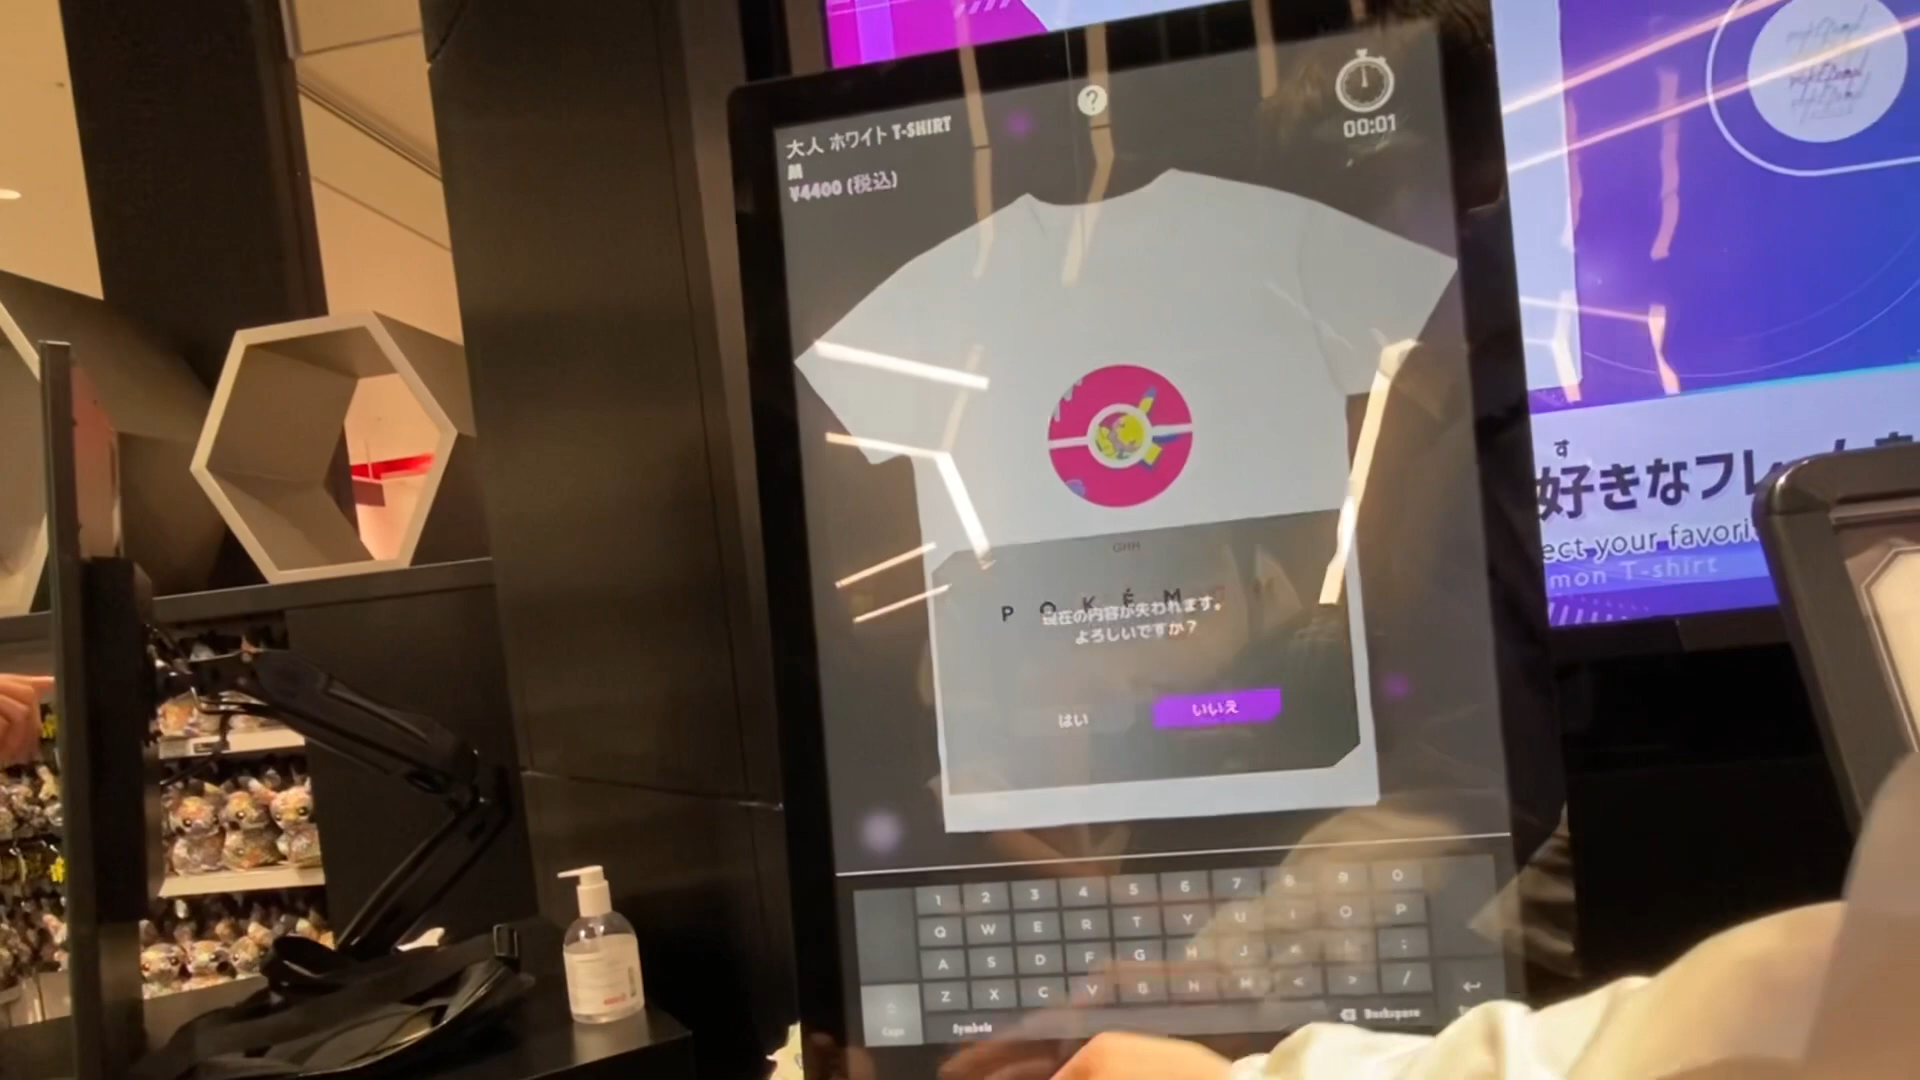 大人 ホワイト T-SHIRT
M
¥4400 (税込)
?
00:01
P O K É M
現在の内容が失われます。
よろしいですか?
はい
いいえ
1 2 3 4 5 6 7 8 9 0
Q W E R T Y U I O P
A S D F G H J K L ;
Z X C V B N M < > /
Caps
Symbols
Backspace
す
好きなフレ
ect your favori
mon T-shirt